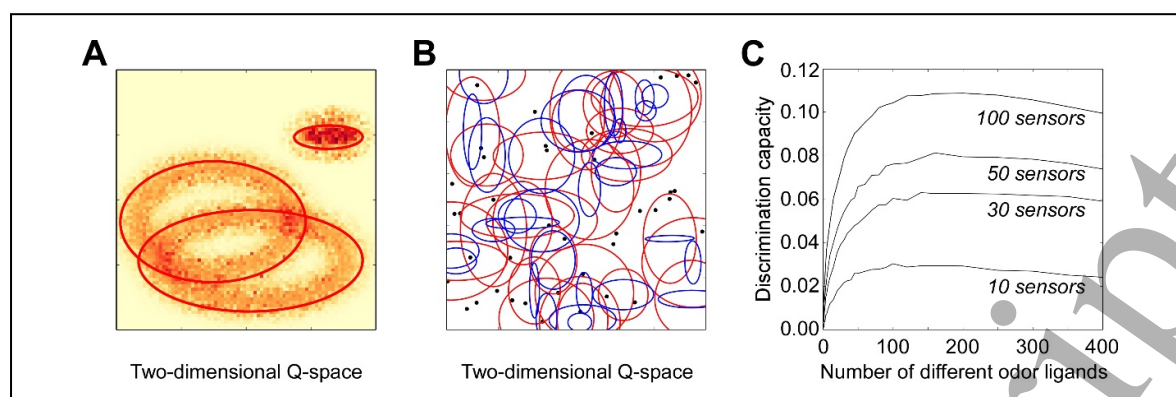 A
B
C
Two-dimensional Q-space
Two-dimensional Q-space
Discrimination capacity
0.12
0.10
0.08
0.06
0.04
0.02
0.00
100 sensors
50 sensors
30 sensors
10 sensors
0 100 200 300 400
Number of different odor ligands
ipt